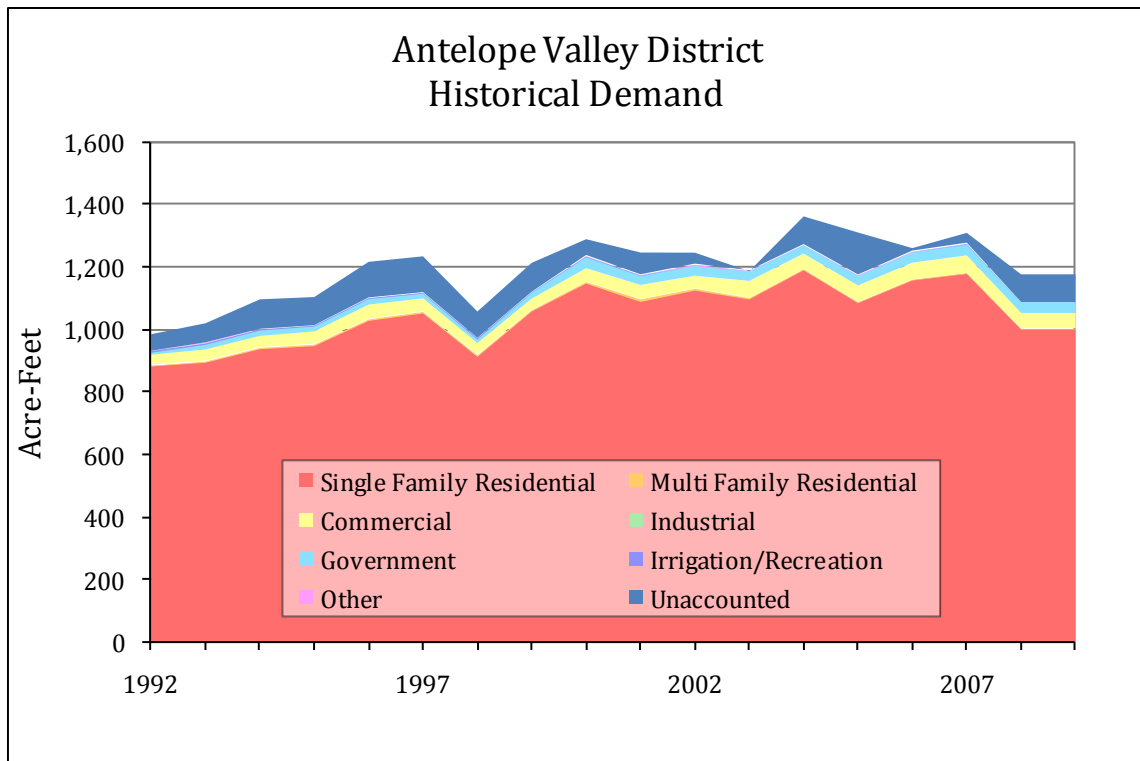 Antelope Valley District
Historical Demand
1,600
1,400
1,200
1,000
800
600
400
200
0
Acre-Feet
Single Family Residential
Multi Family Residential
Commercial
Industrial
Government
Irrigation/Recreation
Other
Unaccounted
1992 1997 2002 2007